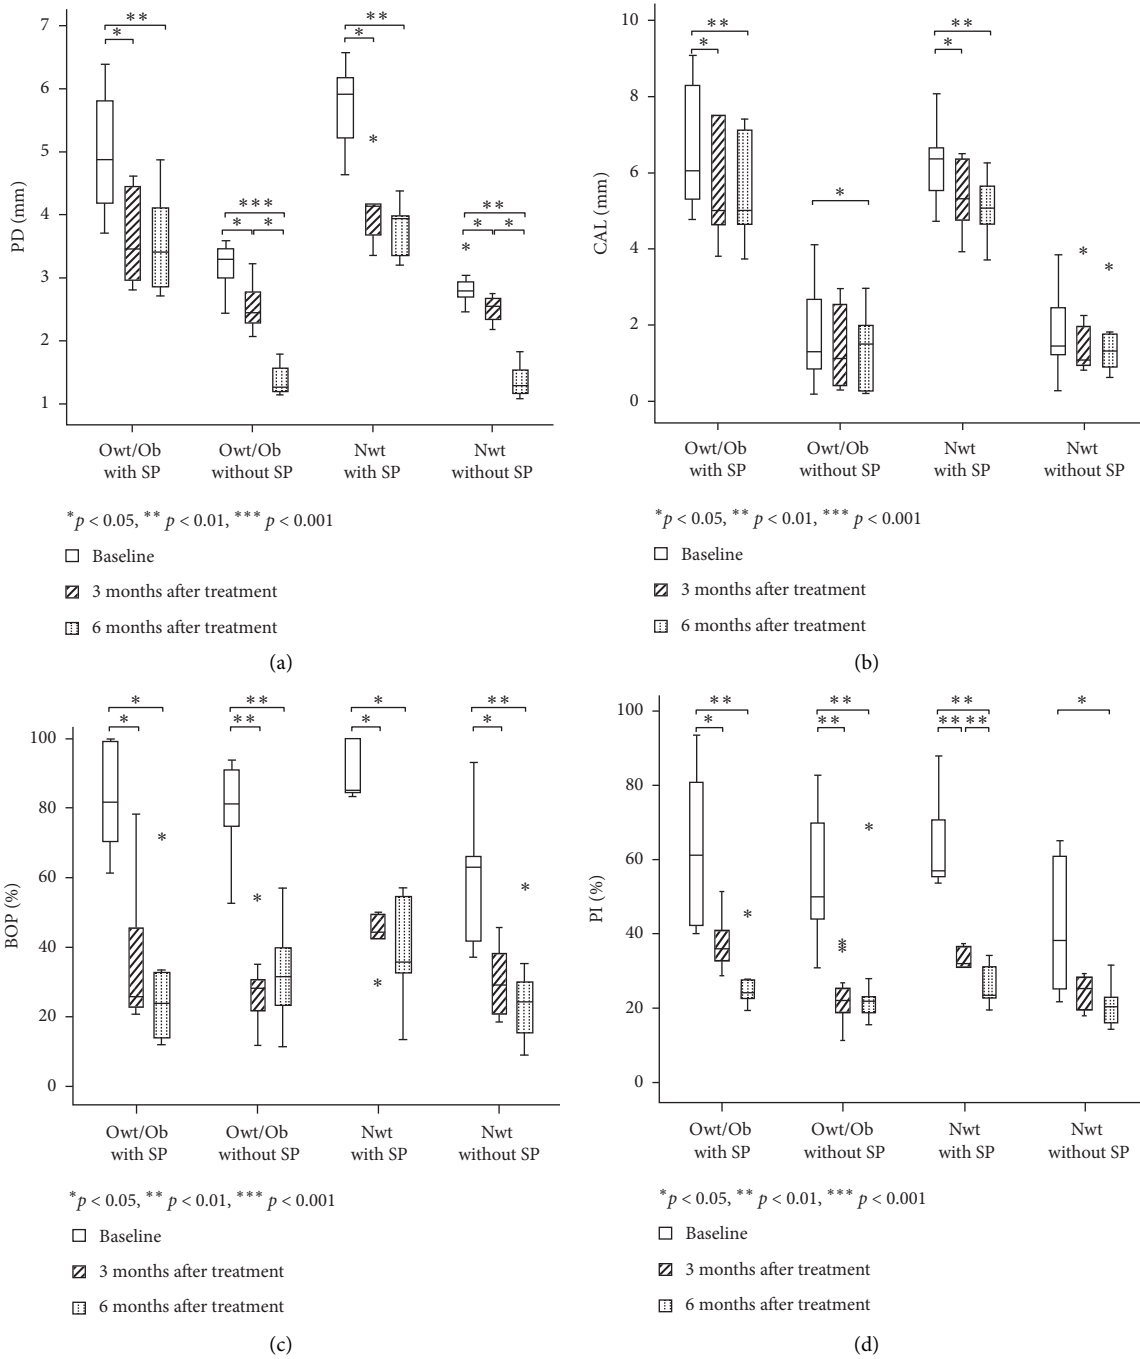 7
6
5
4
3
2
1
PD (mm)
** * *** * * ** * * ** * * *
Owt/Ob with SP
Owt/Ob without SP
Nwt with SP
Nwt without SP
*p < 0.05, ** p < 0.01, *** p < 0.001
Baseline
3 months after treatment
6 months after treatment
(a)
10
8
6
4
2
0
CAL (mm)
** * * ** * * *
Owt/Ob with SP
Owt/Ob without SP
Nwt with SP
Nwt without SP
*p < 0.05, ** p < 0.01, *** p < 0.001
Baseline
3 months after treatment
6 months after treatment
(b)
100
80
60
40
20
0
BOP (%)
* * * ** ** * * * * ** * *
Owt/Ob with SP
Owt/Ob without SP
Nwt with SP
Nwt without SP
*p < 0.05, ** p < 0.01, *** p < 0.001
Baseline
3 months after treatment
6 months after treatment
(c)
100
80
60
40
20
0
PI (%)
** * * ** ** * * * ** ** ** *
Owt/Ob with SP
Owt/Ob without SP
Nwt with SP
Nwt without SP
*p < 0.05, ** p < 0.01, *** p < 0.001
Baseline
3 months after treatment
6 months after treatment
(d)